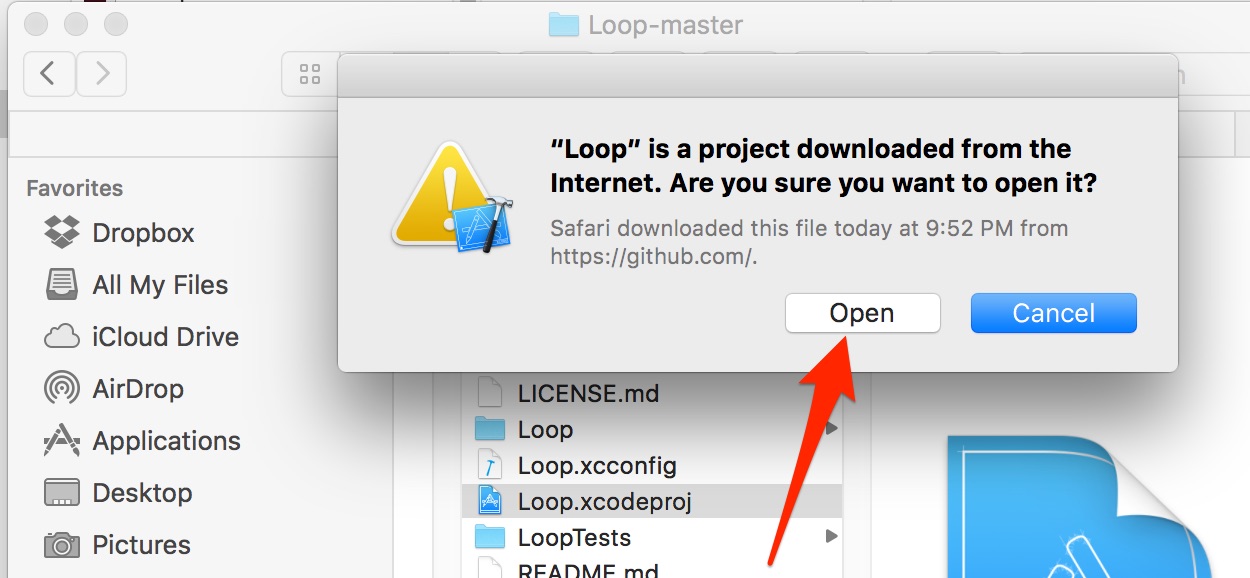 Loop-master
“Loop” is a project downloaded from the
Internet. Are you sure you want to open it?
Safari downloaded this file today at 9:52 PM from
https://github.com/.
Open
Cancel
Favorites
Dropbox
All My Files
iCloud Drive
AirDrop
Applications
Desktop
Pictures
LICENSE.md
Loop
Loop.xcconfig
Loop.xcodeproj
LoopTests
README.md